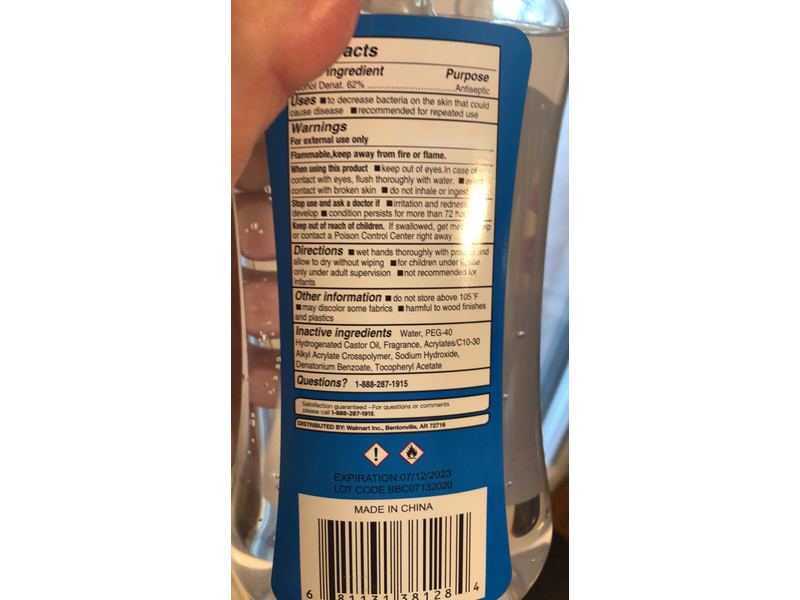 acts
ingredient Purpose
ohol Denat. 62% ........................Antiseptic
Uses ■ to decrease bacteria on the skin that could
cause disease ■ recommended for repeated use
Warnings
For external use only
Flammable,keep away from fire or flame.
When using this product ■ keep out of eyes.In case of
contact with eyes, flush thoroughly with water. ■
contact with broken skin ■ do not inhale or ingest
Stop use and ask a doctor if ■ irritation and redness
develop ■ condition persists for more than 72
Keep out of reach of children. If swallowed, get
or contact a Poison Control Center right away
Directions ■ wet hands thoroughly with and
allow to dry without wiping ■ for children under 6, use
only under adult supervision ■ not recommended for
infants
Other information ■ do not store above 105 °F
■ may discolor some fabrics ■ harmful to wood finishes
and plastics
Inactive ingredients Water, PEG-40
Hydrogenated Castor Oil, Fragrance, Acrylates/C10-30
Alkyl Acrylate Crosspolymer, Sodium Hydroxide,
Denatonium Benzoate, Tocopheryl Acetate
Questions? 1-888-287-1915
Satisfaction guaranteed - For questions or comments
please call 1-888-287-1915.
DISTRIBUTED BY: Walmart Inc., Bentonville, AR 72716
EXPIRATION:07/12/2023
LOT CODE BBC07132020
MADE IN CHINA
6 81131 38128 4